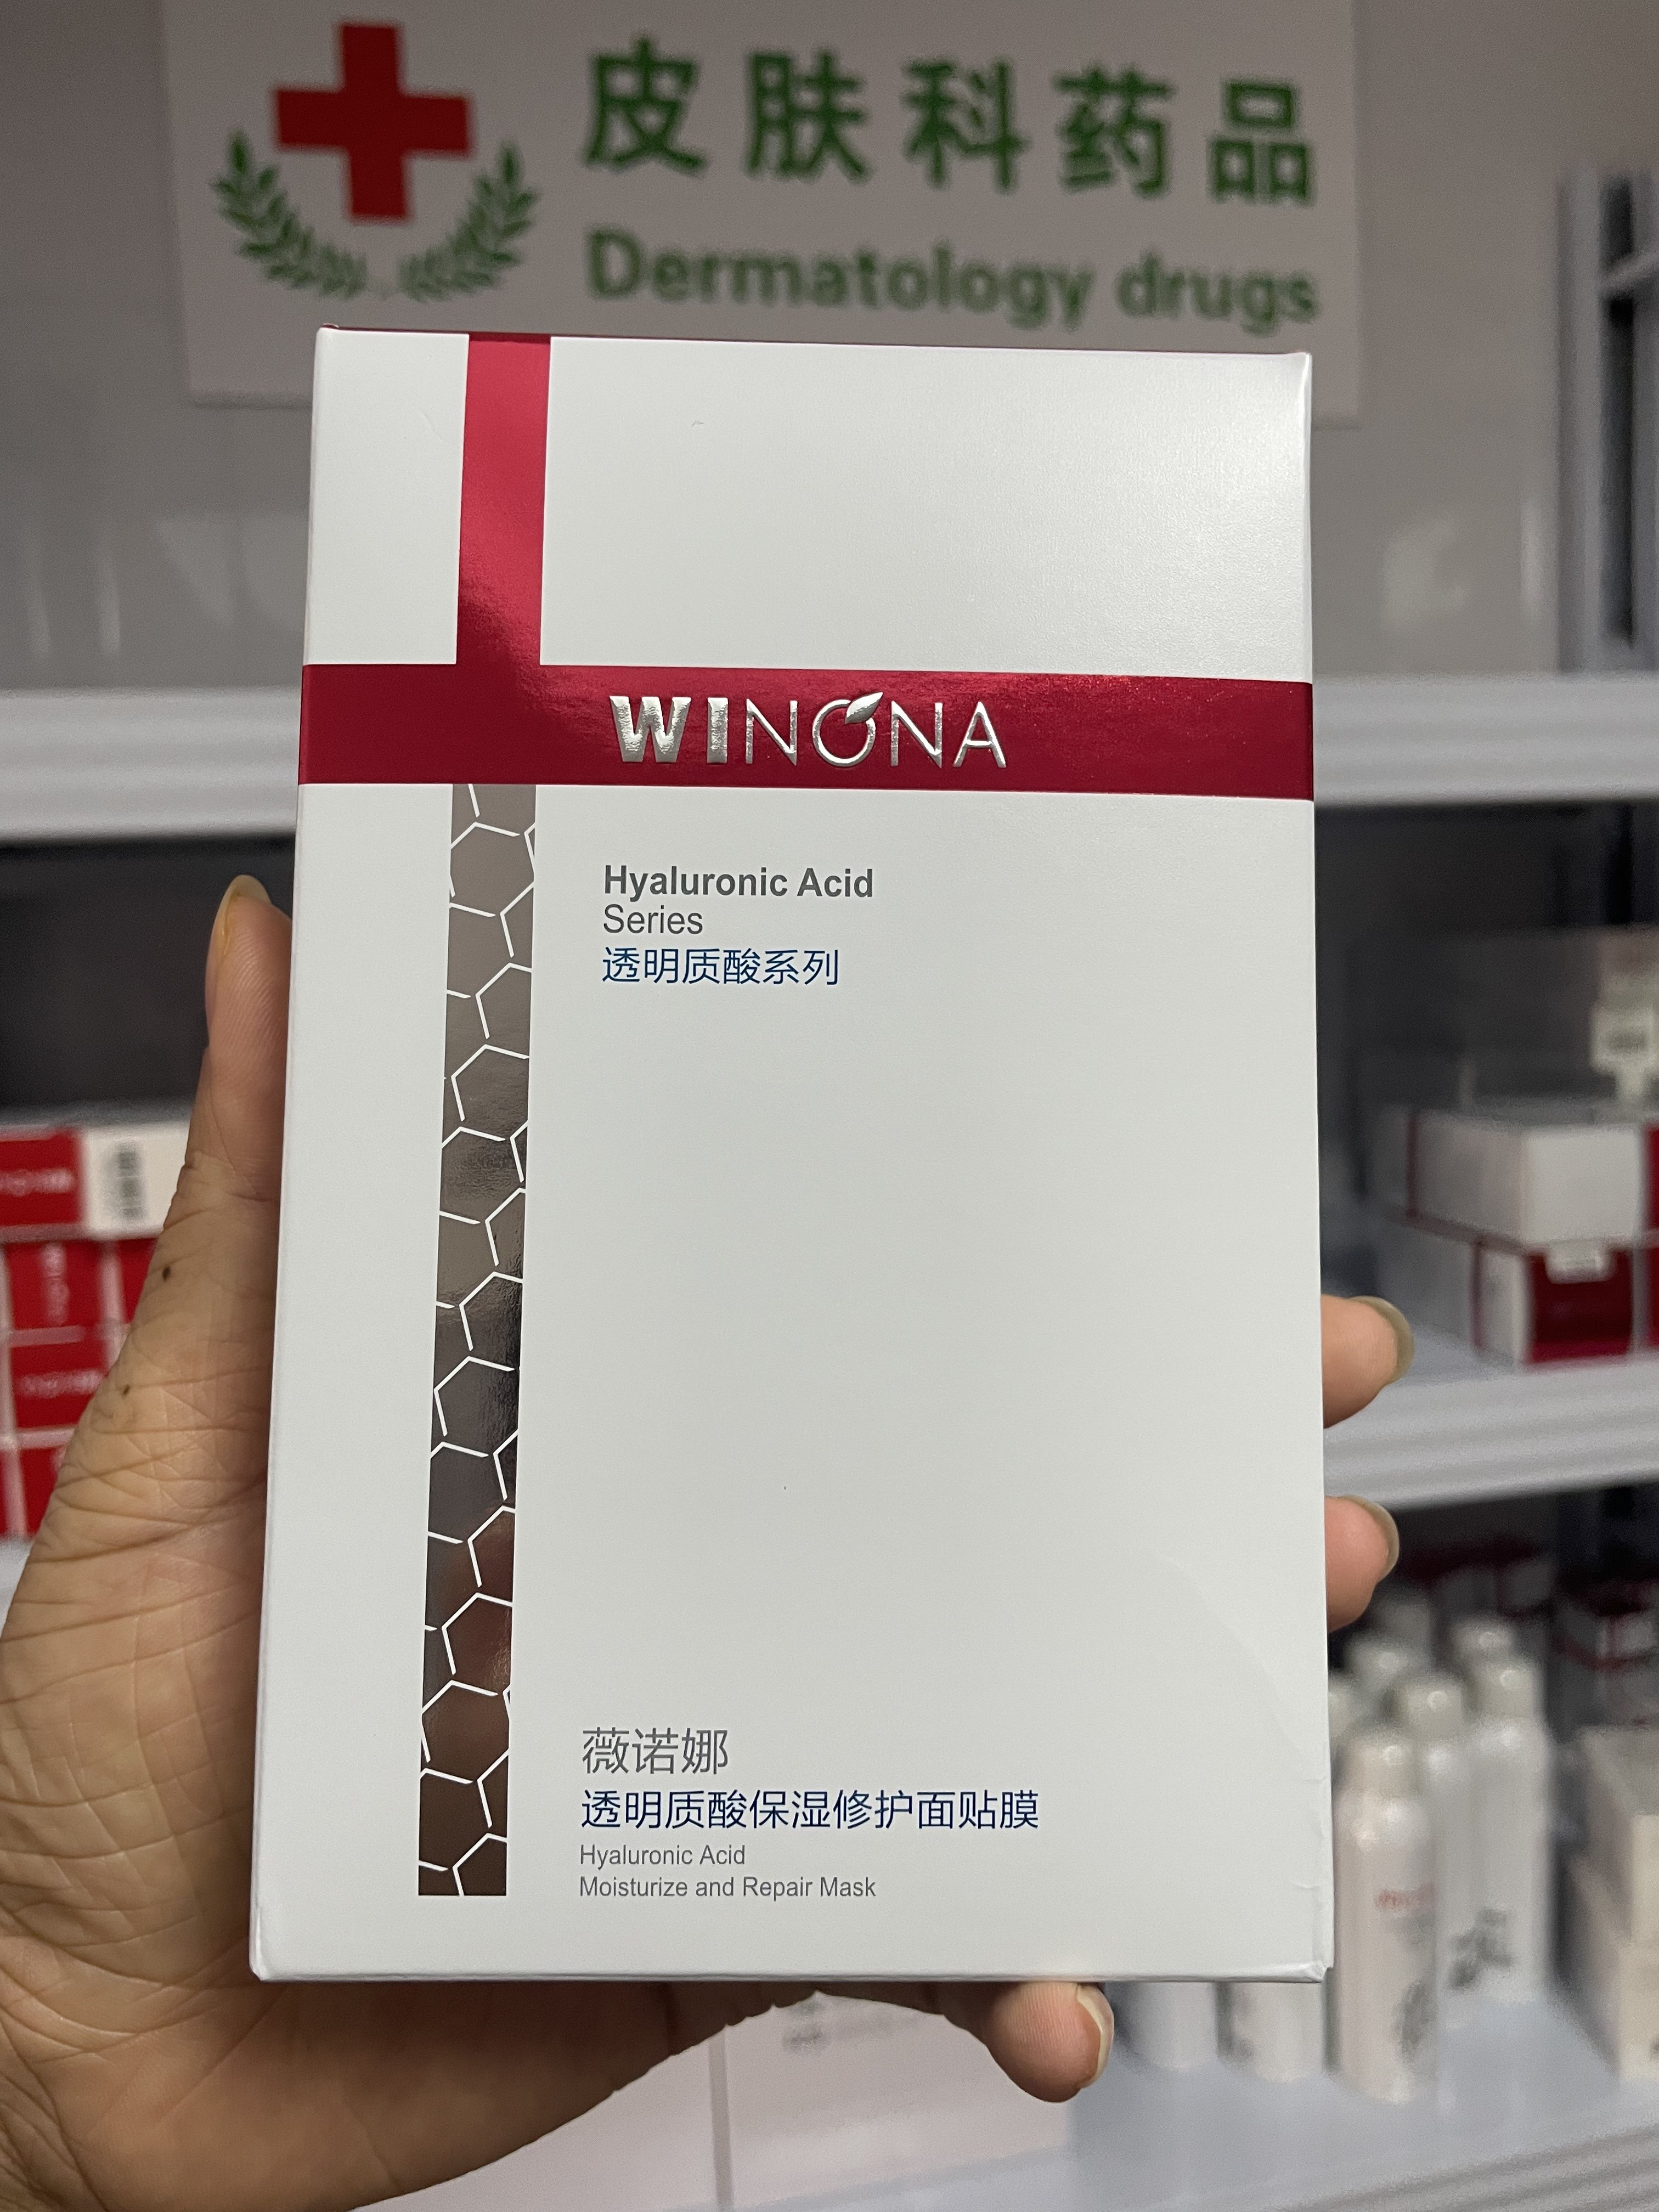 皮肤科药品
Dermatology drugs
WINONA
Hyaluronic Acid
Series
透明质酸系列
薇诺娜
透明质酸保湿修护面贴膜
Hyaluronic Acid
Moisturize and Repair Mask